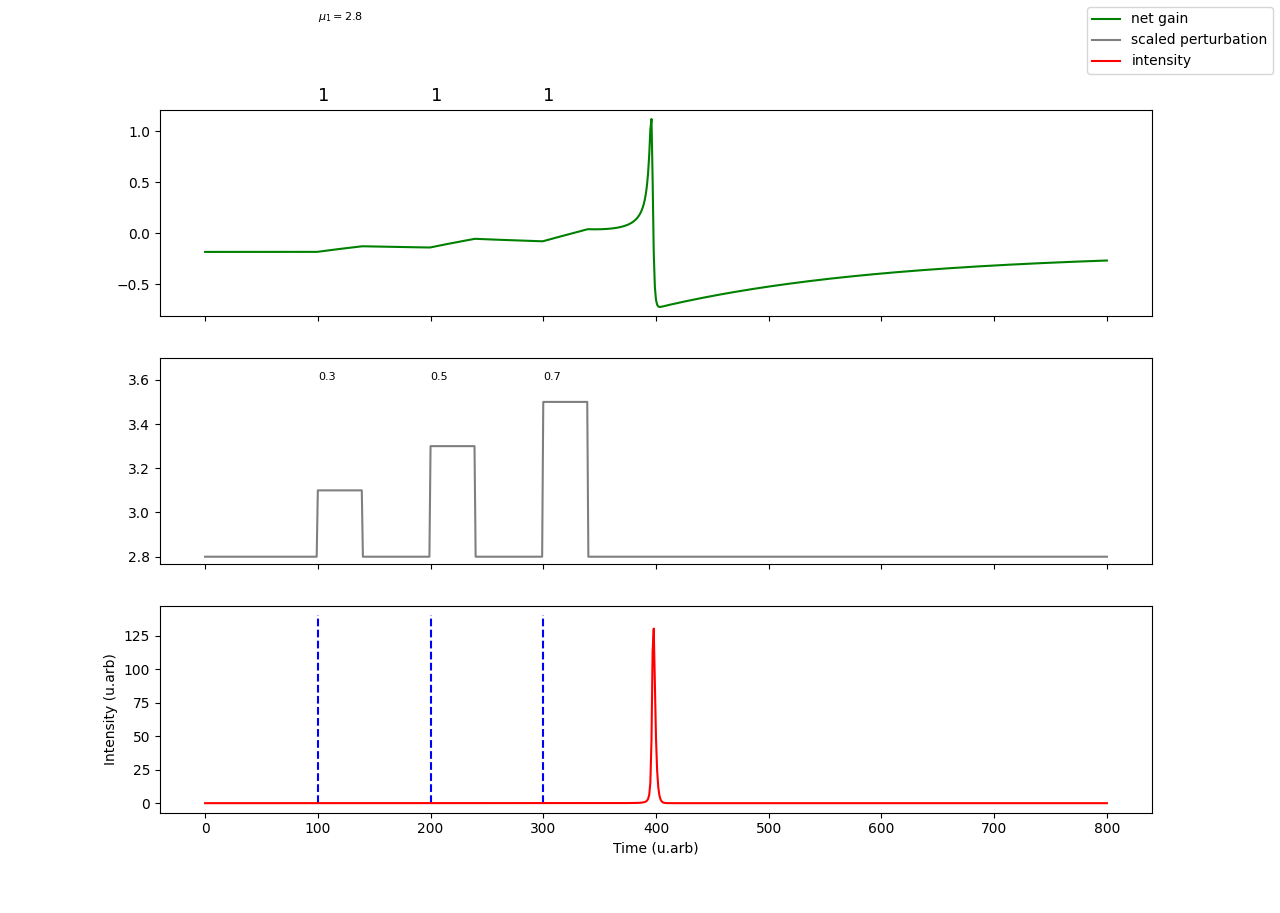 μ₁ = 2.8
net gain
scaled perturbation
intensity
1 1 1
1.0
0.5
0.0
−0.5
0.3 0.5 0.7
3.6
3.4
3.2
3.0
2.8
Intensity (u.arb)
125
100
75
50
25
0
0 100 200 300 400 500 600 700 800
Time (u.arb)